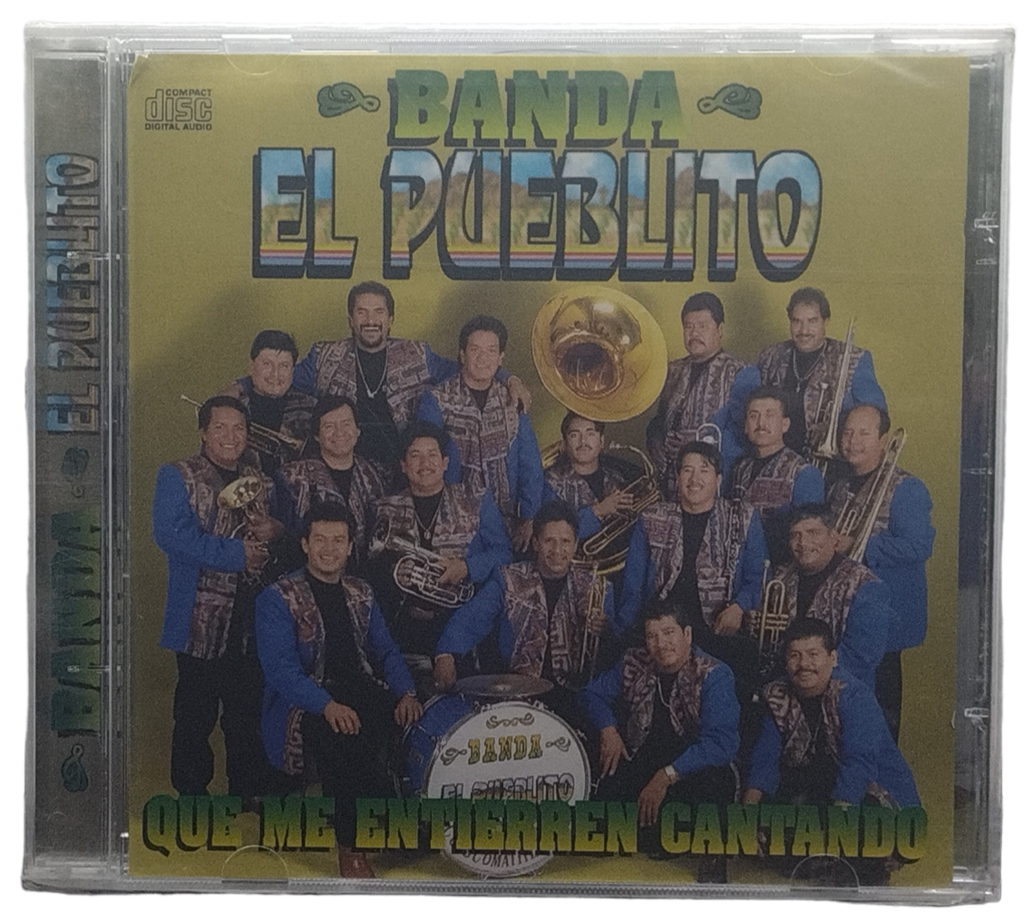 COMPACT
disc
DIGITAL AUDIO
BANDA
EL PUEBLITO
BANDA
EL PUEBLITO
QUE ME ENTIERREN CANTANDO
BANDA EL PUEBLITO